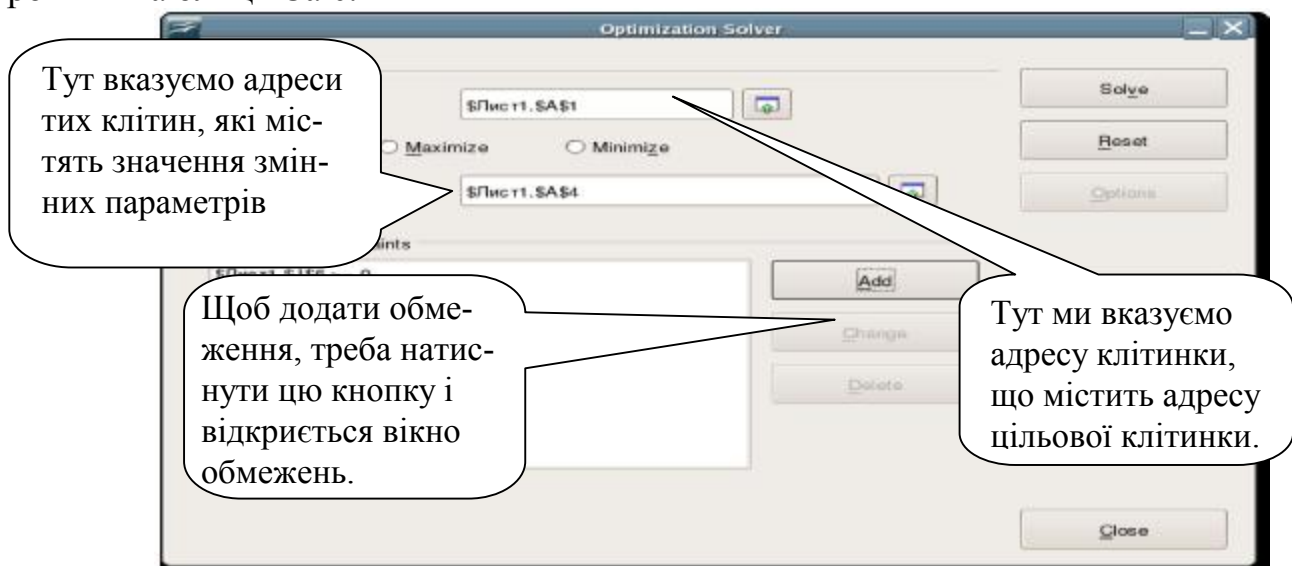 Optimization Solver
Тут вказуємо адреси
тих клітин, які міс-
тять значення змін-
них параметрів
$Лист1.$A$1
Solve
Maximize
Minimize
Reset
$Лист1.$A$4
Options
Add
Щоб додати обме-
ження, треба натис-
нути цю кнопку і
відкриється вікно
обмежень.
Change
Delete
Тут ми вказуємо
адресу клітинки,
що містить адресу
цільової клітинки.
Close